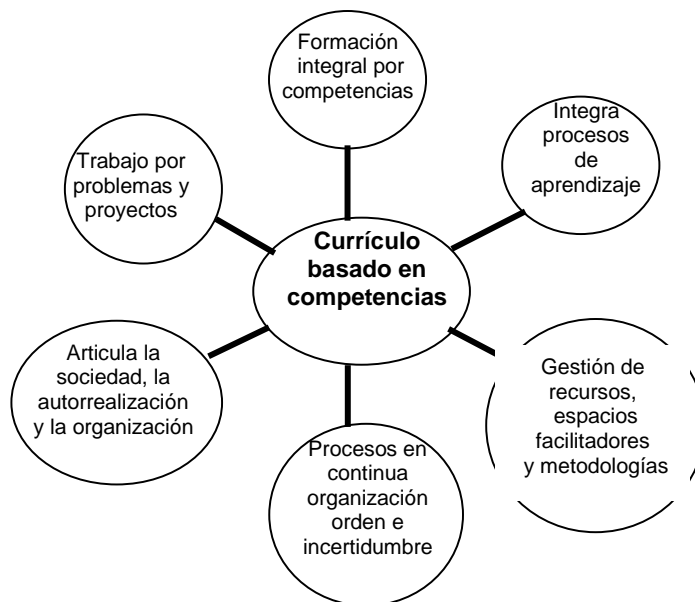 Formación
integral por
competencias
Integra
procesos
de
aprendizaje
Trabajo por
problemas y
proyectos
Currículo
basado en
competencias
Articula la
sociedad, la
autorrealización
y la organización
Gestión de
recursos,
espacios
facilitadores
y metodologías
Procesos en
continua
organización
orden e
incertidumbre